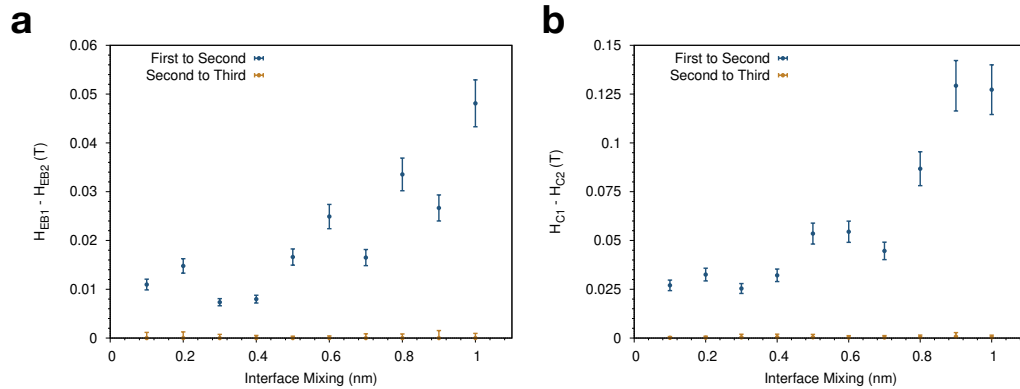 a
0.06
0.05
0.04
0.03
0.02
0.01
0
H_EB1 - H_EB2 (T)
First to Second
Second to Third
0 0.2 0.4 0.6 0.8 1
Interface Mixing (nm)
b
0.15
0.125
0.1
0.075
0.05
0.025
0
H_C1 - H_C2 (T)
First to Second
Second to Third
0 0.2 0.4 0.6 0.8 1
Interface Mixing (nm)